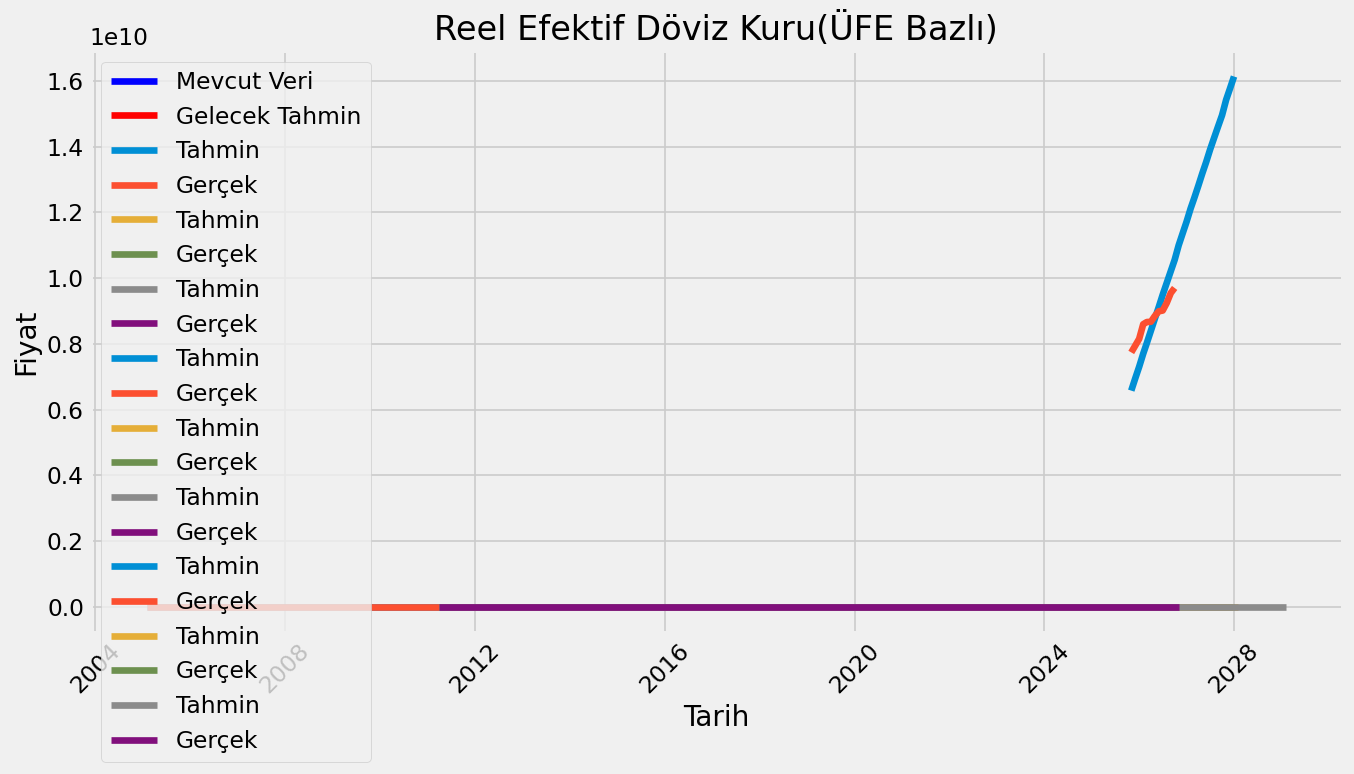 Reel Efektif Döviz Kuru(ÜFE Bazlı)
1e10
1.6
1.4
1.2
1.0
0.8
0.6
0.4
0.2
0.0
Fiyat
Mevcut Veri
Gelecek Tahmin
Tahmin
Gerçek
Tahmin
Gerçek
Tahmin
Gerçek
Tahmin
Gerçek
Tahmin
Gerçek
Tahmin
Gerçek
Tahmin
Gerçek
Tahmin
Gerçek
Tahmin
Gerçek
2004
2008
2012
2016
2020
2024
2028
Tarih